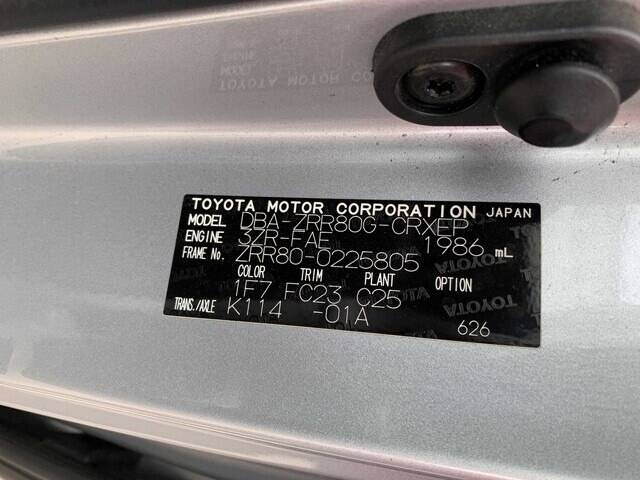 TOYOTA MOTOR CORPORATION JAPAN
MODEL DBA-ZRR80G-CRXEP
ENGINE 3ZR-FAE 1986 mL
FRAME No. ZRR80-0225805
COLOR TRIM PLANT OPTION
1F7 FC23 C25
TRANS./AXLE K114 -01A
626